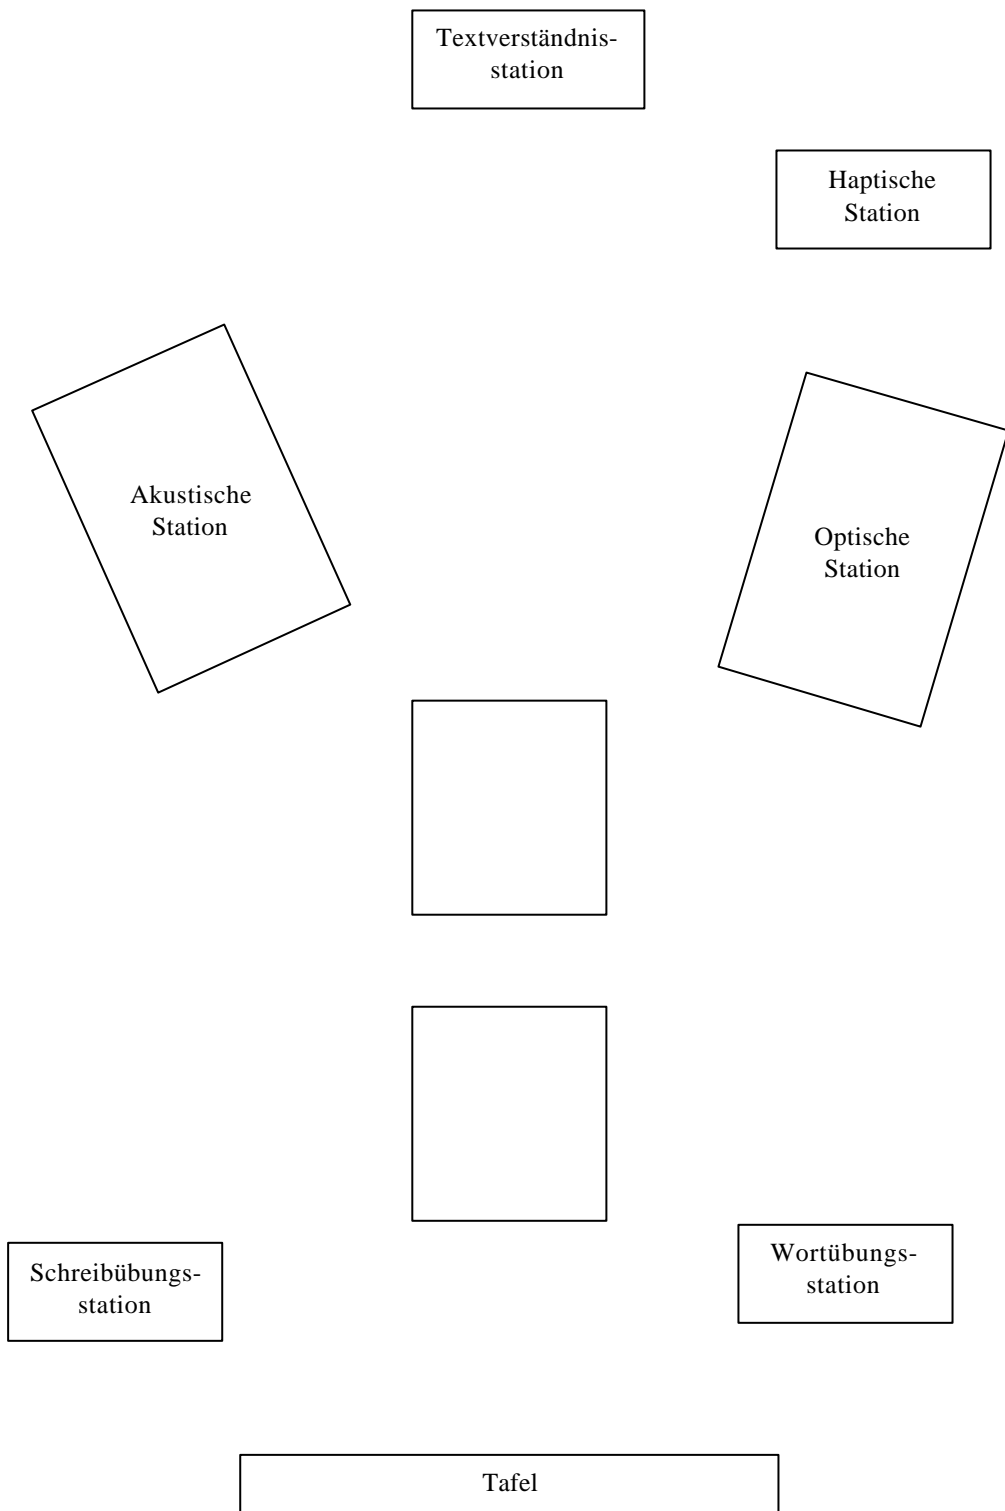 Textverständnis-
station
Haptische
Station
Akustische
Station
Optische
Station
Schreibübungs-
station
Wortübungs-
station
Tafel